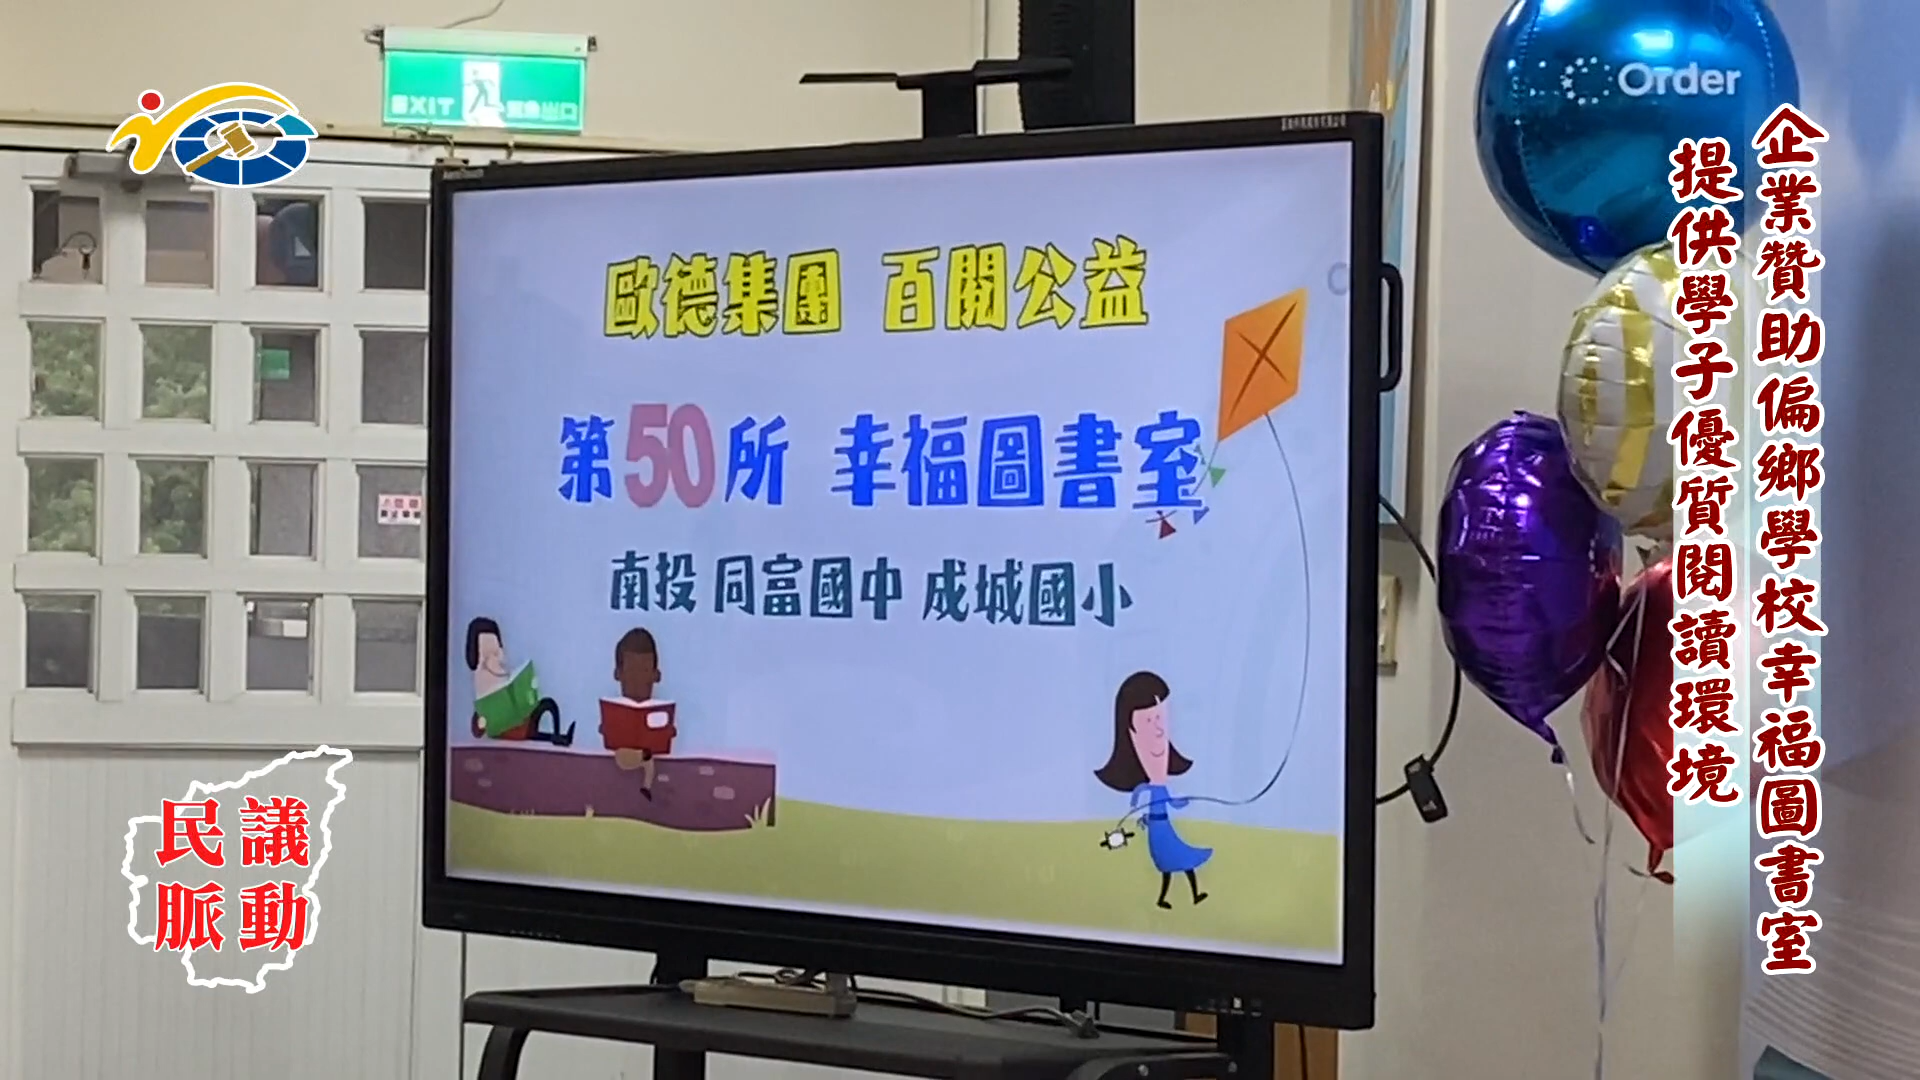 企業贊助偏鄉學校幸福圖書室
提供學子優質閱讀環境
Order
EXIT
歐德集團 百閱公益
第50所 幸福圖書室
南投 同富國中 成城國小
民議
脈動